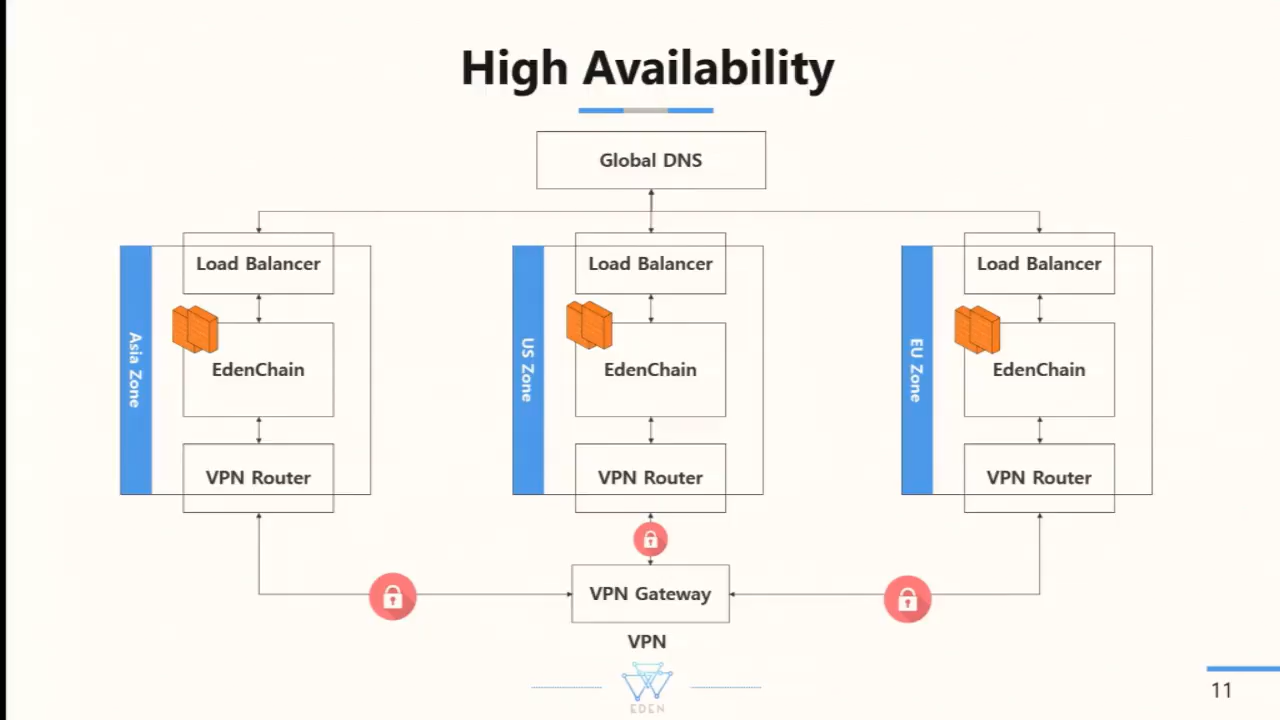 High Availability
Global DNS
Asia Zone
Load Balancer
EdenChain
VPN Router
US Zone
Load Balancer
EdenChain
VPN Router
EU Zone
Load Balancer
EdenChain
VPN Router
VPN Gateway
VPN
EDEN
11